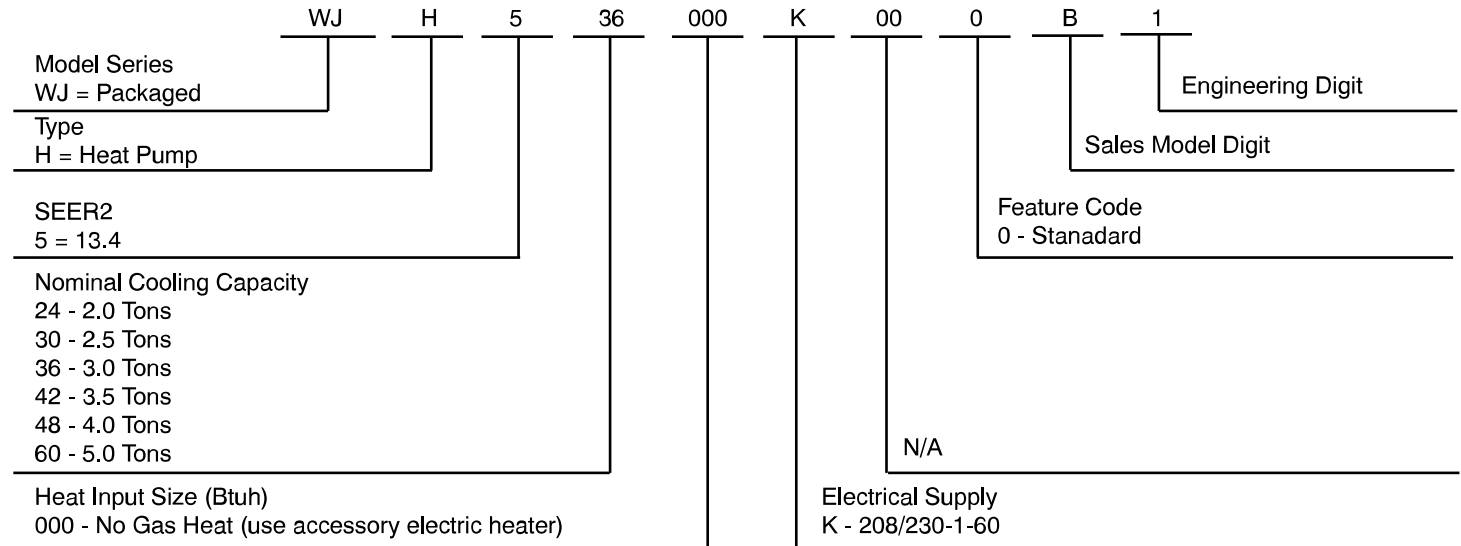 WJ H 5 36 000 K 00 0 B 1
Model Series
WJ = Packaged
Engineering Digit
Type
H = Heat Pump
Sales Model Digit
SEER2
5 = 13.4
Feature Code
0 - Stanadard
Nominal Cooling Capacity
24 - 2.0 Tons
30 - 2.5 Tons
36 - 3.0 Tons
42 - 3.5 Tons
48 - 4.0 Tons
60 - 5.0 Tons
N/A
Heat Input Size (Btuh)
000 - No Gas Heat (use accessory electric heater)
Electrical Supply
K - 208/230-1-60